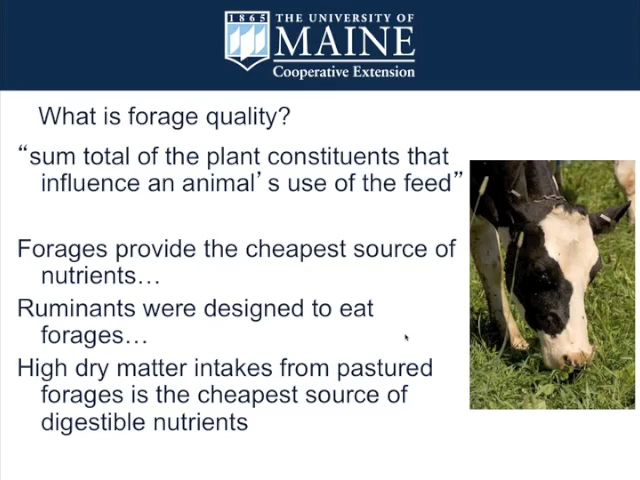 1865
THE UNIVERSITY OF
MAINE
Cooperative Extension
What is forage quality?
“sum total of the plant constituents that
influence an animal’s use of the feed”
Forages provide the cheapest source of
nutrients…
Ruminants were designed to eat
forages…
High dry matter intakes from pastured
forages is the cheapest source of
digestible nutrients